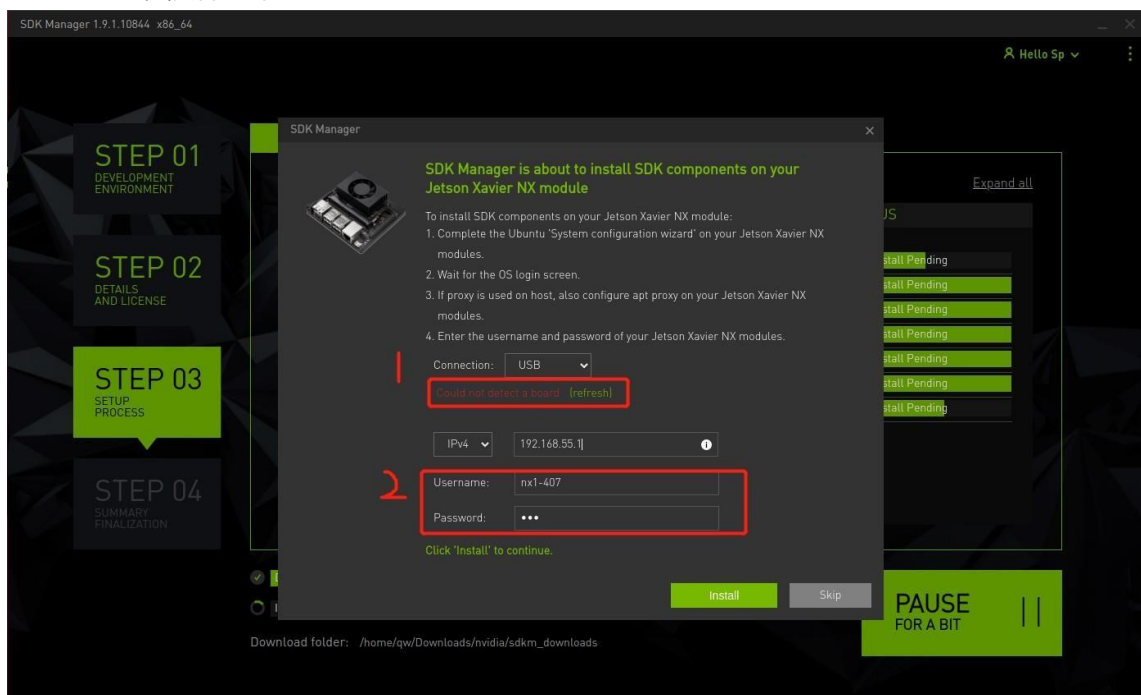 SDK Manager 1.9.1.10844 x86_64
Hello Sp
STEP 01
DEVELOPMENT
ENVIRONMENT
STEP 02
DETAILS
AND LICENSE
STEP 03
SETUP
PROCESS
STEP 04
SUMMARY
FINALIZATION
SDK Manager
SDK Manager is about to install SDK components on your
Jetson Xavier NX module
To install SDK components on your Jetson Xavier NX module:
1. Complete the Ubuntu 'System configuration wizard' on your Jetson Xavier NX
modules.
2. Wait for the OS login screen.
3. If proxy is used on host, also configure apt proxy on your Jetson Xavier NX
modules.
4. Enter the username and password of your Jetson Xavier NX modules.
1
Connection: USB
Could not detect a board (refresh)
IPv4 192.168.55.1
2
Username: nx1-407
Password: •••
Click 'Install' to continue.
Install Skip
Expand all
US
stall Pending
stall Pending
stall Pending
stall Pending
stall Pending
stall Pending
stall Pending
PAUSE
FOR A BIT
Download folder: /home/qw/Downloads/nvidia/sdkm_downloads